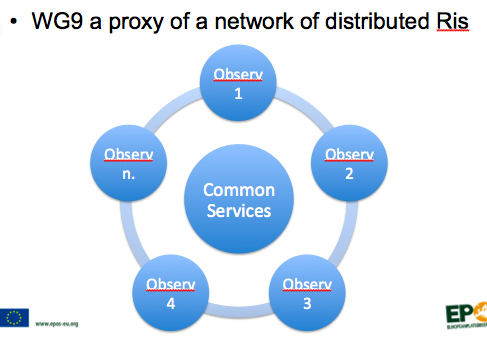 • WG9 a proxy of a network of distributed Ris
Observ
1
Observ
n.
Observ
2
Common
Services
Observ
4
Observ
3
www.epos-eu.org